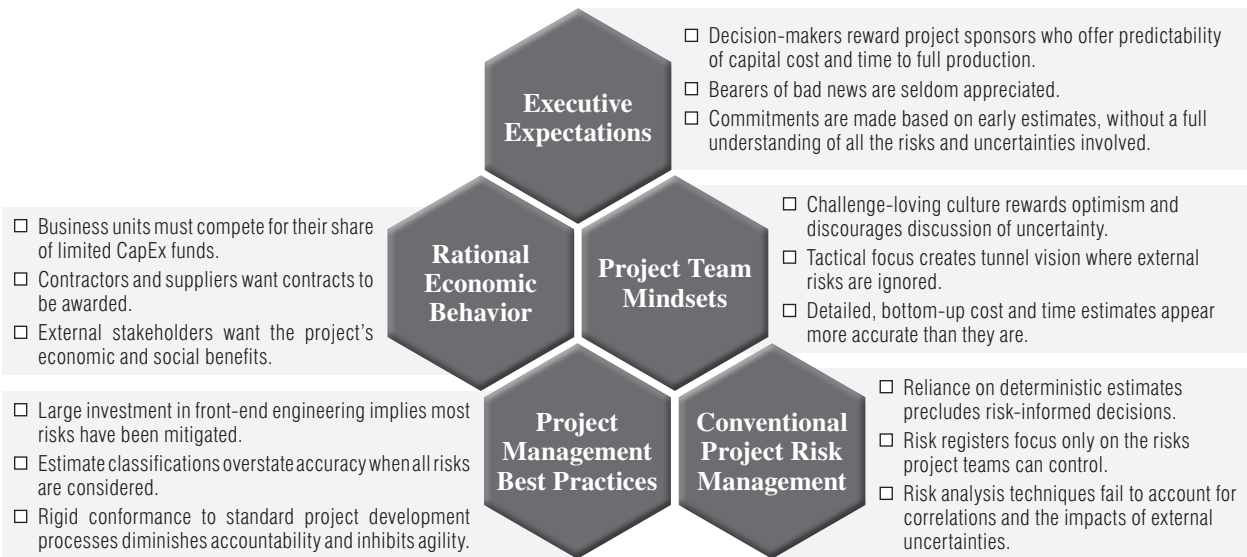 Executive
Expectations
☐ Decision-makers reward project sponsors who offer predictability
of capital cost and time to full production.
☐ Bearers of bad news are seldom appreciated.
☐ Commitments are made based on early estimates, without a full
understanding of all the risks and uncertainties involved.
☐ Business units must compete for their share
of limited CapEx funds.
☐ Contractors and suppliers want contracts to
be awarded.
☐ External stakeholders want the project's
economic and social benefits.
Rational
Economic
Behavior
Project Team
Mindsets
☐ Challenge-loving culture rewards optimism and
discourages discussion of uncertainty.
☐ Tactical focus creates tunnel vision where external
risks are ignored.
☐ Detailed, bottom-up cost and time estimates appear
more accurate than they are.
☐ Large investment in front-end engineering implies most
risks have been mitigated.
☐ Estimate classifications overstate accuracy when all risks
are considered.
☐ Rigid conformance to standard project development
processes diminishes accountability and inhibits agility.
Project
Management
Best Practices
Conventional
Project Risk
Management
☐ Reliance on deterministic estimates
precludes risk-informed decisions.
☐ Risk registers focus only on the risks
project teams can control.
☐ Risk analysis techniques fail to account for
correlations and the impacts of external
uncertainties.